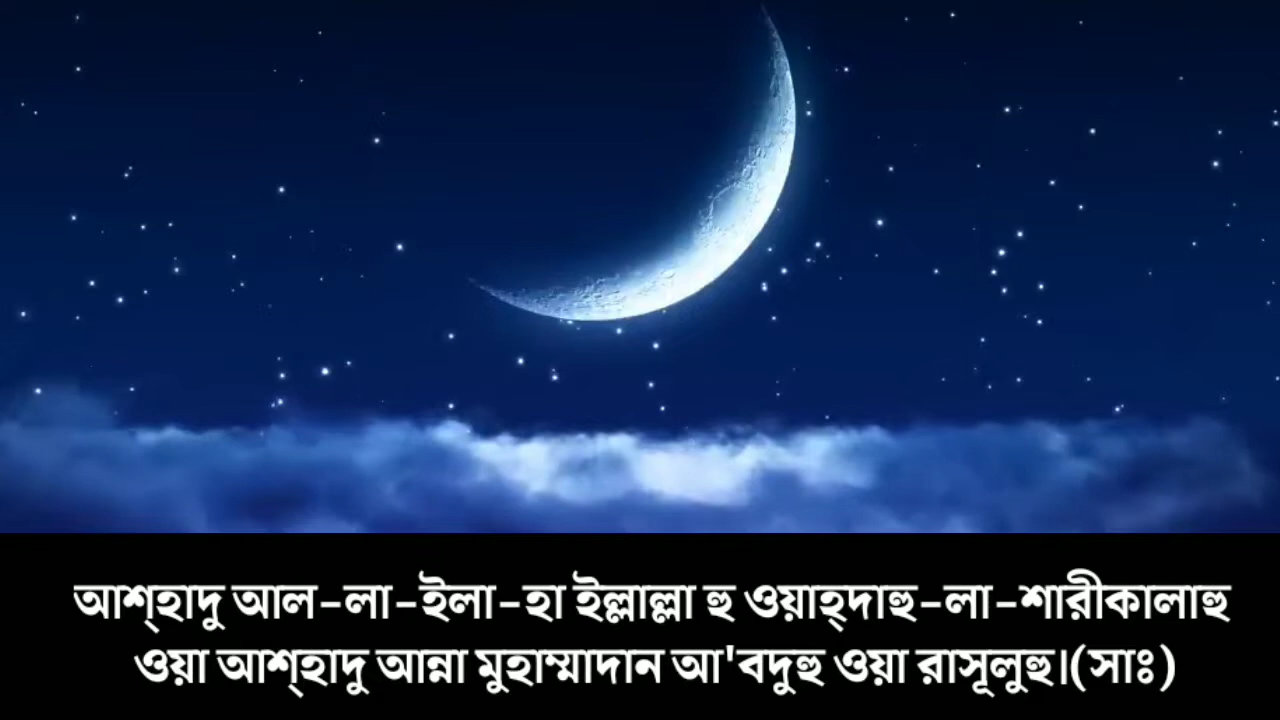 আশ্‌হাদু আল-লা-ইলা-হা ইল্লাল্লা হু ওয়াহ্‌দাহু-লা-শারীকালাহু
ওয়া আশ্‌হাদু আন্না মুহাম্মাদান আ'বদুহু ওয়া রাসূলুহু।(সাঃ)